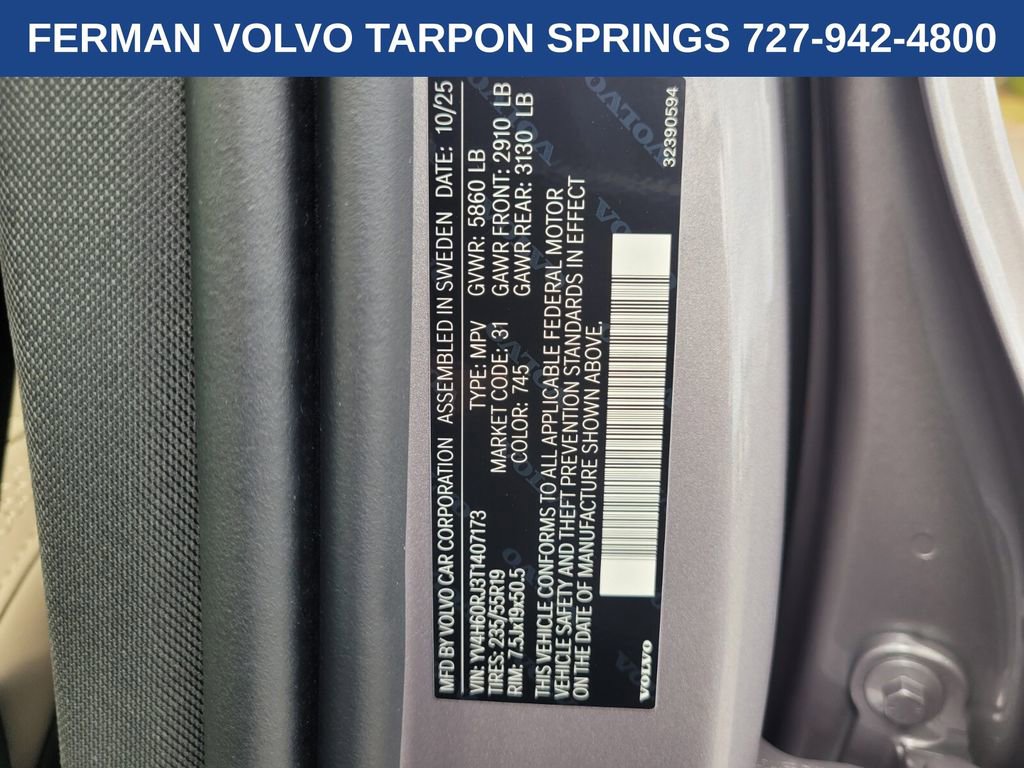 FERMAN VOLVO TARPON SPRINGS 727-942-4800
MFD BY VOLVO CAR CORPORATION ASSEMBLED IN SWEDEN DATE: 10/25
VIN: YV4H60RJ3T1407173 TYPE: MPV GVWR: 5860 LB
TIRES: 235/55R19 MARKET CODE: 31 GAWR FRONT: 2910 LB
RIM: 7.5Jx19x50.5 COLOR: 745 GAWR REAR: 3130 LB
THIS VEHICLE CONFORMS TO ALL APPLICABLE FEDERAL MOTOR
VEHICLE SAFETY AND THEFT PREVENTION STANDARDS IN EFFECT
ON THE DATE OF MANUFACTURE SHOWN ABOVE.
VOLVO
32390594